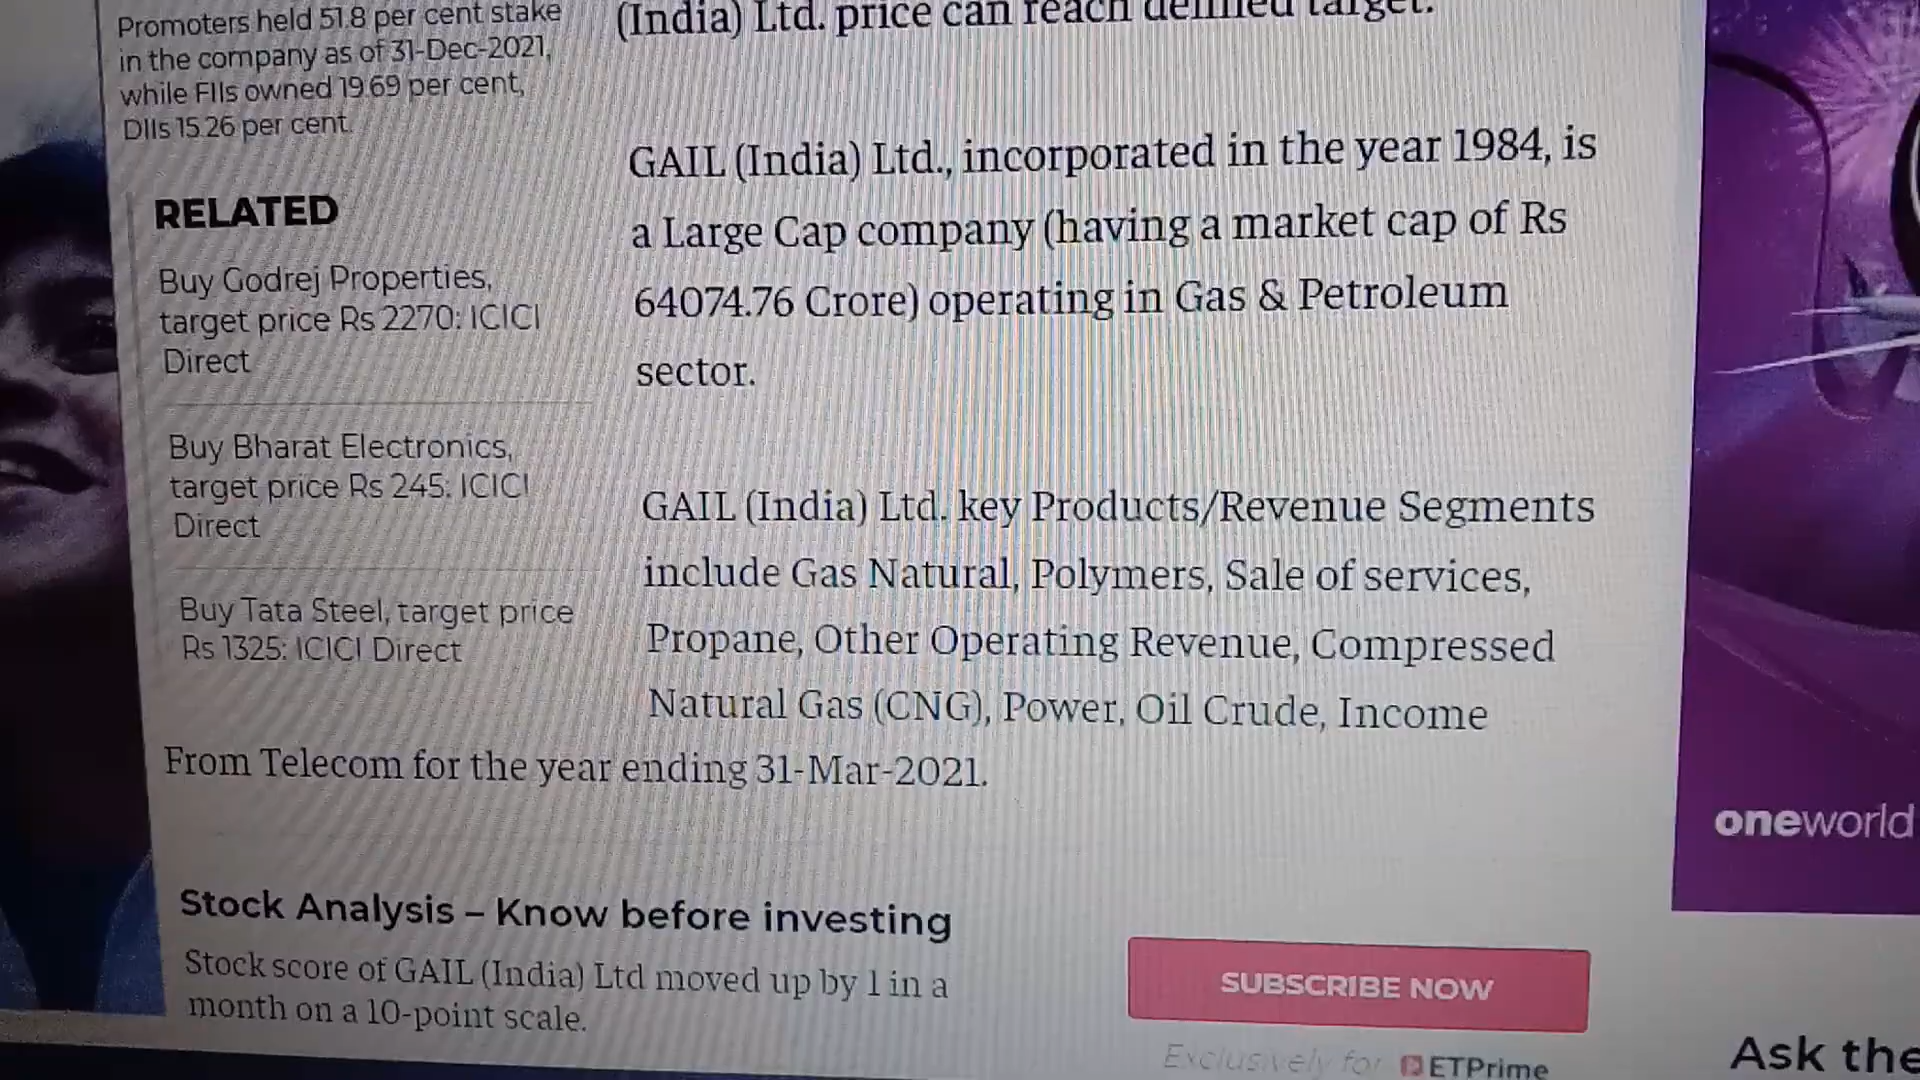 Promoters held 51.8 per cent stake
in the company as of 31-Dec-2021,
while FIIs owned 19.69 per cent,
DIIs 15.26 per cent.
RELATED
Buy Godrej Properties,
target price Rs 2270: ICICI
Direct
Buy Bharat Electronics,
target price Rs 245: ICICI
Direct
Buy Tata Steel, target price
Rs 1325: ICICI Direct
(India) Ltd. price can reach defined target.
GAIL (India) Ltd., incorporated in the year 1984, is
a Large Cap company (having a market cap of Rs
64074.76 Crore) operating in Gas & Petroleum
sector.
GAIL (India) Ltd. key Products/Revenue Segments
include Gas Natural, Polymers, Sale of services,
Propane, Other Operating Revenue, Compressed
Natural Gas (CNG), Power, Oil Crude, Income
From Telecom for the year ending 31-Mar-2021.
Stock Analysis – Know before investing
Stock score of GAIL (India) Ltd moved up by 1 in a
month on a 10-point scale.
SUBSCRIBE NOW
Exclusively for ETPrime
oneworld
Ask the